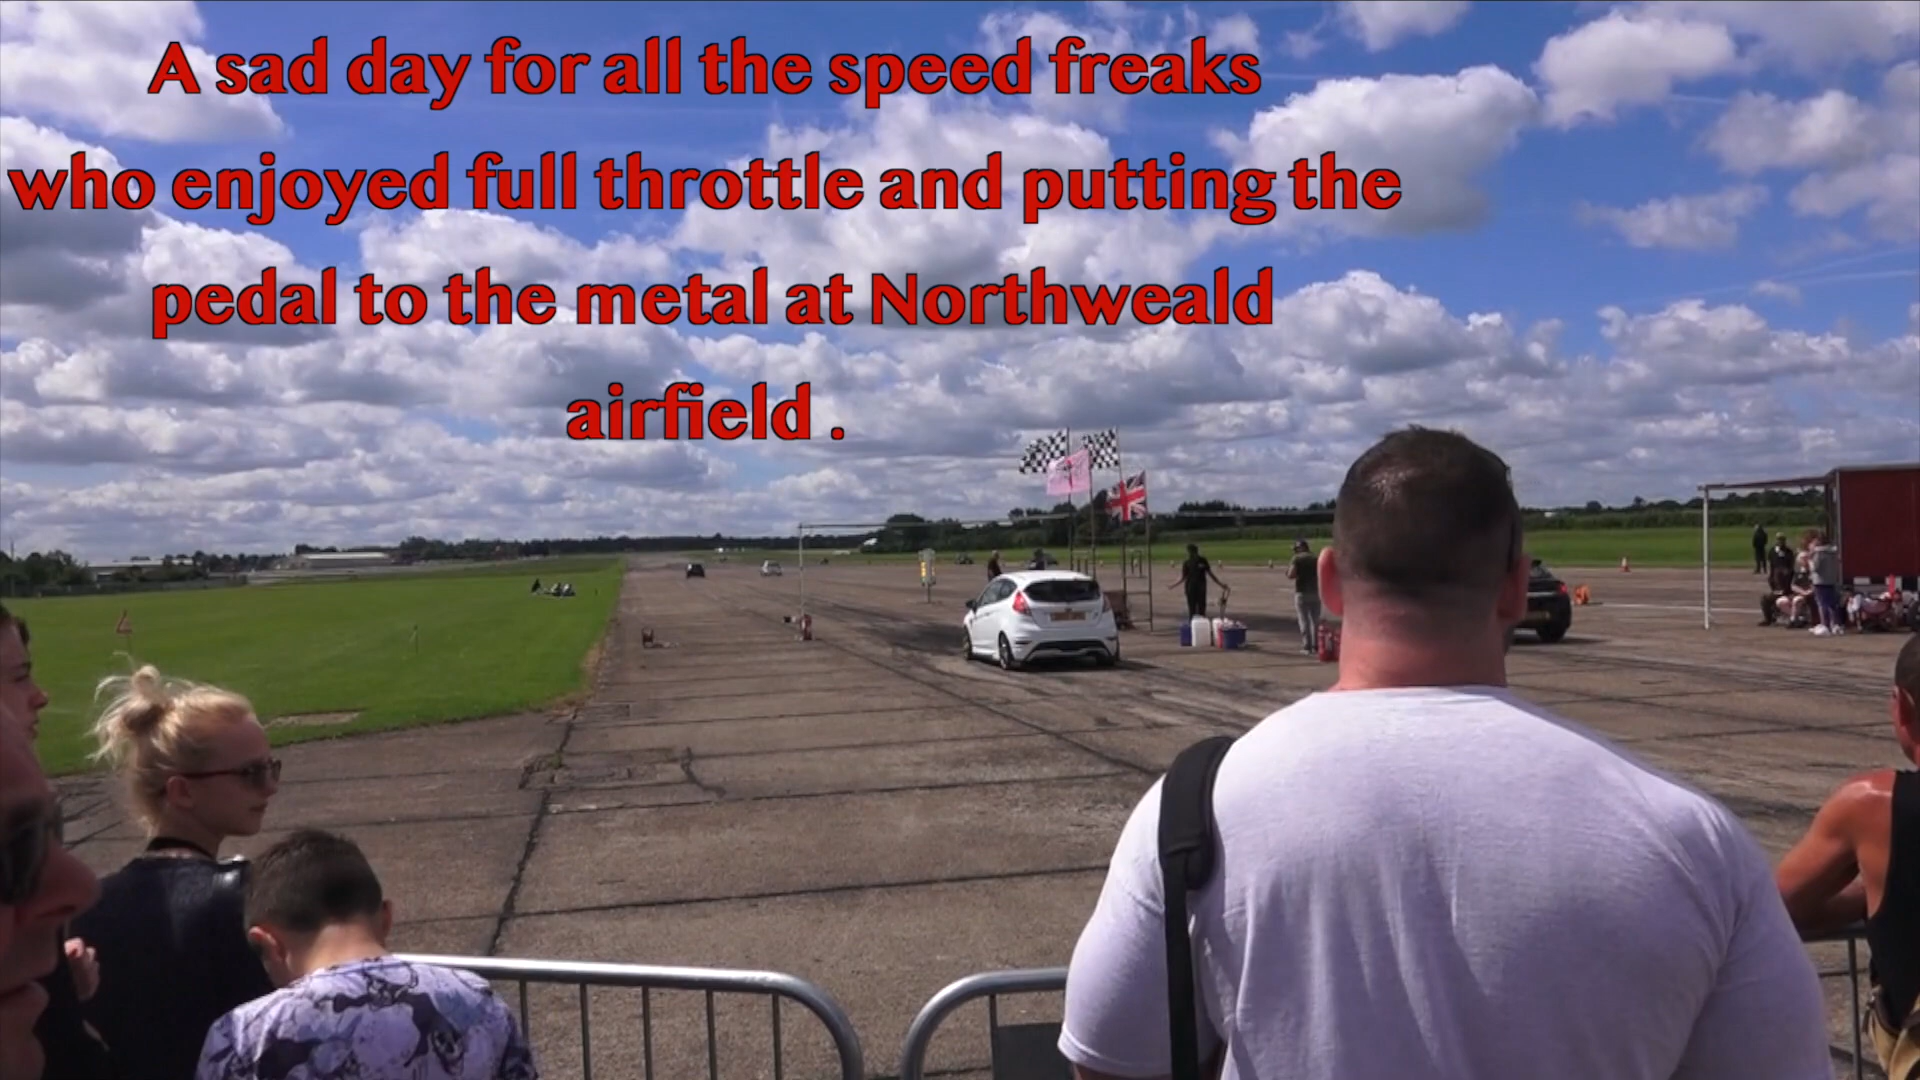 A sad day for all the speed freaks
who enjoyed full throttle and putting the
pedal to the metal at Northweald
airfield .